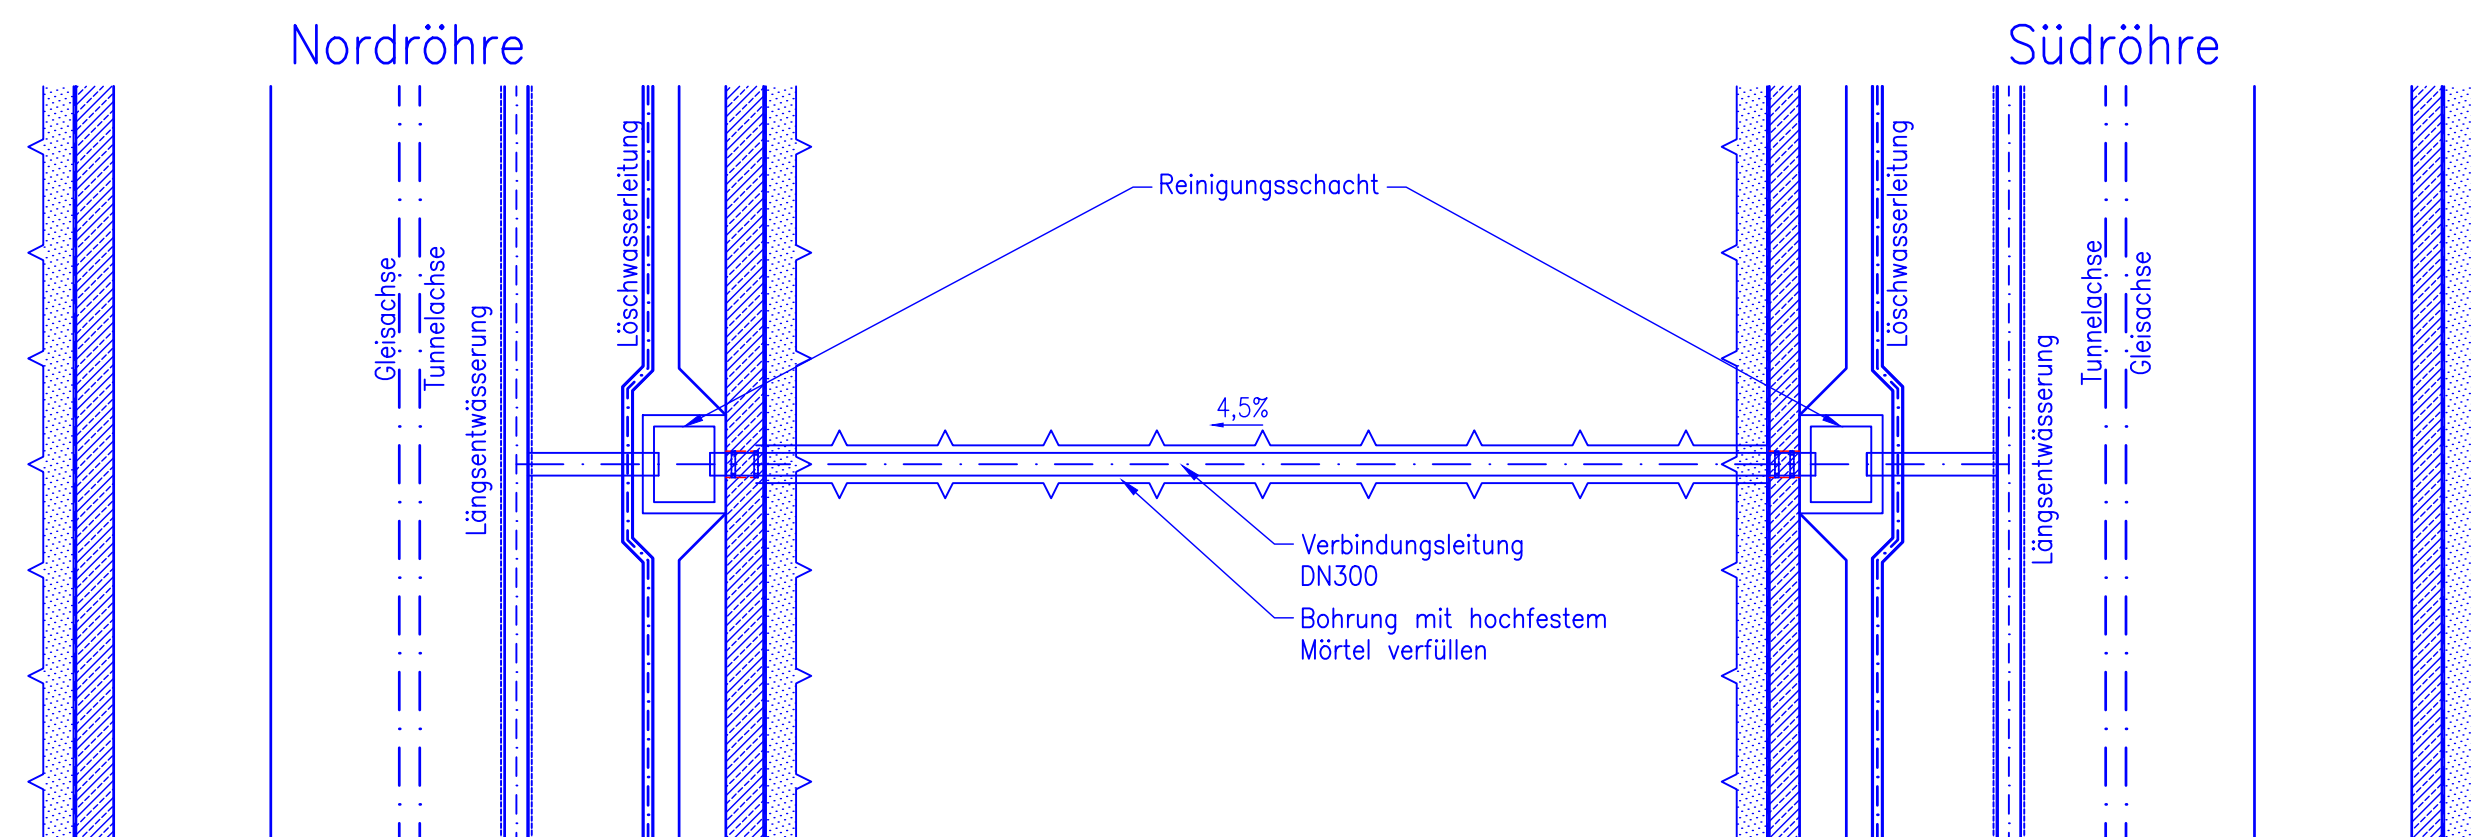 Nordröhre
Südröhre
Reinigungsschacht
Löschwasserleitung
Löschwasserleitung
Gleisachse
Tunnelachse
Längsentwässerung
Tunnelachse
Gleisachse
Längsentwässerung
4,5%
Verbindungsleitung
DN300
Bohrung mit hochfestem
Mörtel verfüllen